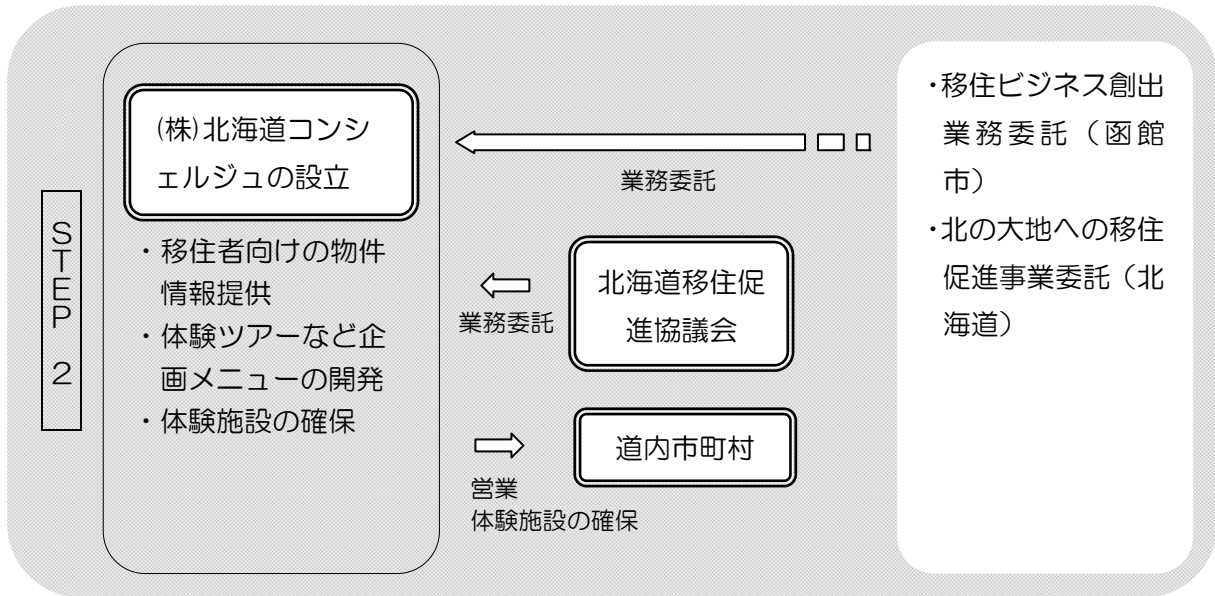 STEP 2
(株)北海道コンシ
ェルジュの設立
・移住者向けの物件
情報提供
・体験ツアーなど企
画メニューの開発
・体験施設の確保
業務委託
北海道移住促
進協議会
業務委託
道内市町村
営業
体験施設の確保
・移住ビジネス創出
業務委託（函館
市）
・北の大地への移住
促進事業委託（北
海道）